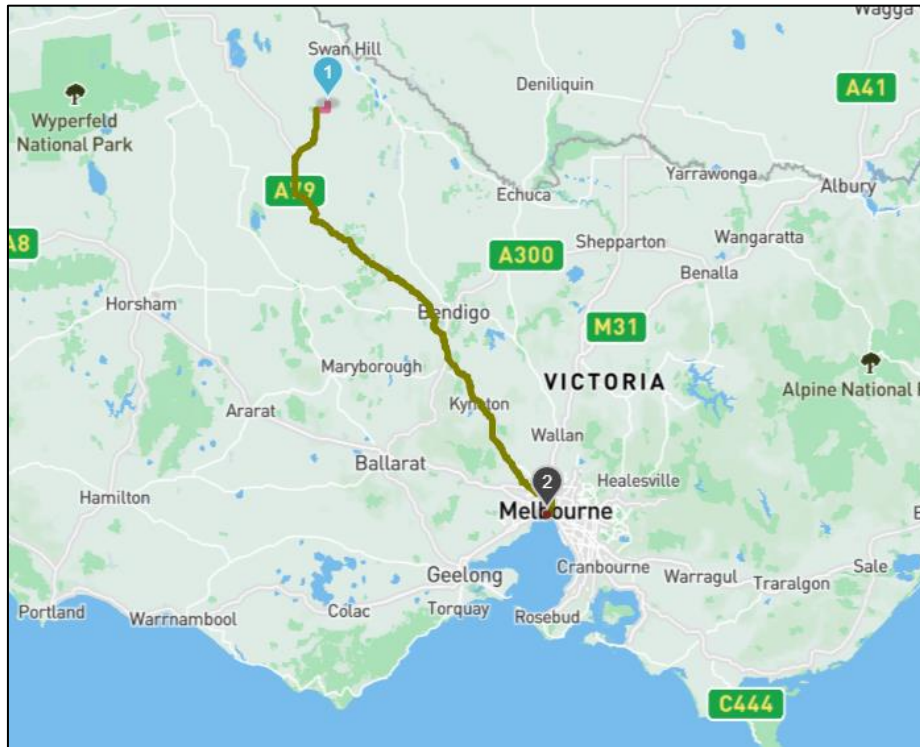 Wagga
Swan Hill
1
Deniliquin
A41
Wyperfeld
National Park
A79
Echuca
Yarrawonga
Albury
A8
A300
Shepparton
Wangaratta
Benalla
Horsham
Bendigo
M31
Maryborough
VICTORIA
Alpine National P
Kyneton
Ararat
Wallan
Ballarat
2
Healesville
Hamilton
Melbourne
Geelong
Cranbourne
Warragul
Sale
Traralgon
Portland
Warrnambool
Colac
Torquay
Rosebud
C444